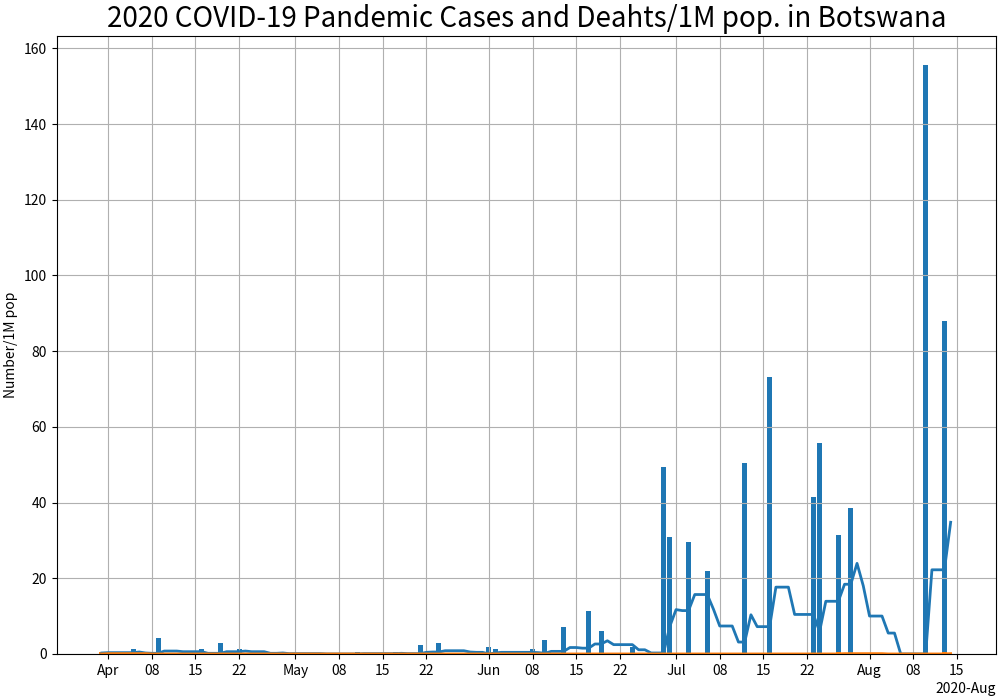 2020 COVID-19 Pandemic Cases and Deahts/1M pop. in Botswana
Number/1M pop
160
140
120
100
80
60
40
20
0
Apr 08 15 22 May 08 15 22 Jun 08 15 22 Jul 08 15 22 Aug 08 15
2020-Aug